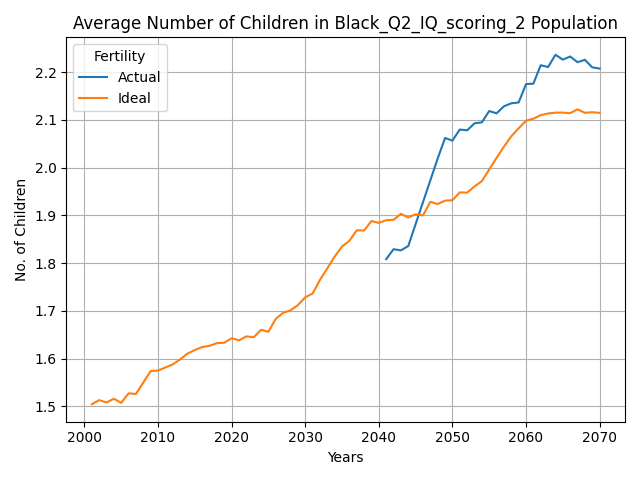 Average Number of Children in Black_Q2_IQ_scoring_2 Population
Fertility
Actual
Ideal
2.2
2.1
2.0
1.9
1.8
1.7
1.6
1.5
No. of Children
2000 2010 2020 2030 2040 2050 2060 2070
Years